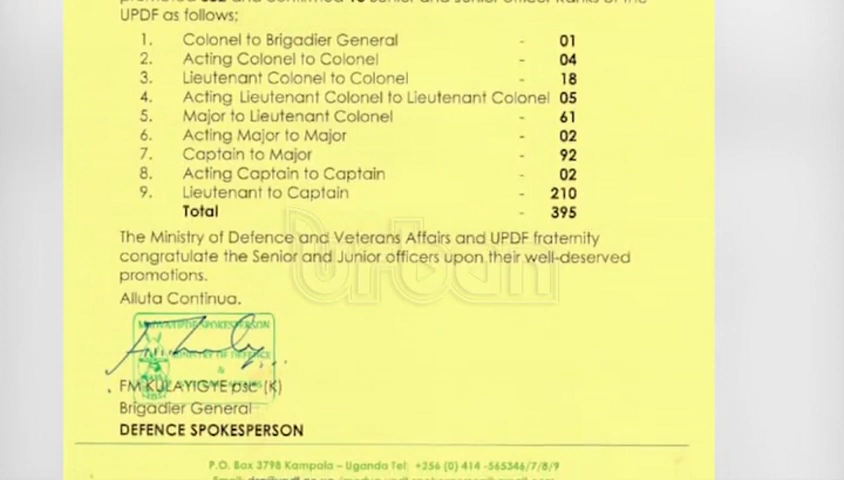 UPDF as follows;
1. Colonel to Brigadier General - 01
2. Acting Colonel to Colonel - 04
3. Lieutenant Colonel to Colonel - 18
4. Acting Lieutenant Colonel to Lieutenant Colonel 05
5. Major to Lieutenant Colonel - 61
6. Acting Major to Major - 02
7. Captain to Major - 92
8. Acting Captain to Captain - 02
9. Lieutenant to Captain - 210
Total - 395
The Ministry of Defence and Veterans Affairs and UPDF fraternity
congratulate the Senior and Junior officers upon their well-deserved
promotions.
Urban
Alluta Continua.
SPOKESPERSON
MINISTRY OF DEFENCE
&
FM KULAYIGYE psc (K)
Brigadier General
DEFENCE SPOKESPERSON
P.O. Box 3798 Kampala – Uganda Tel: +256 (0) 414 -565346/7/8/9